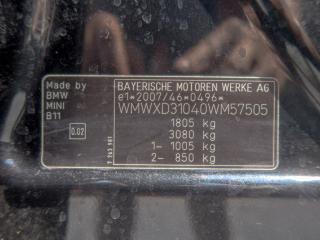 Made by
BMW
MINI
B11
0.02
BAYERISCHE MOTOREN WERKE AG
e1*2007/46*0496*
WMWXD31040WM57505
1805 kg
3080 kg
1- 1005 kg
2- 850 kg